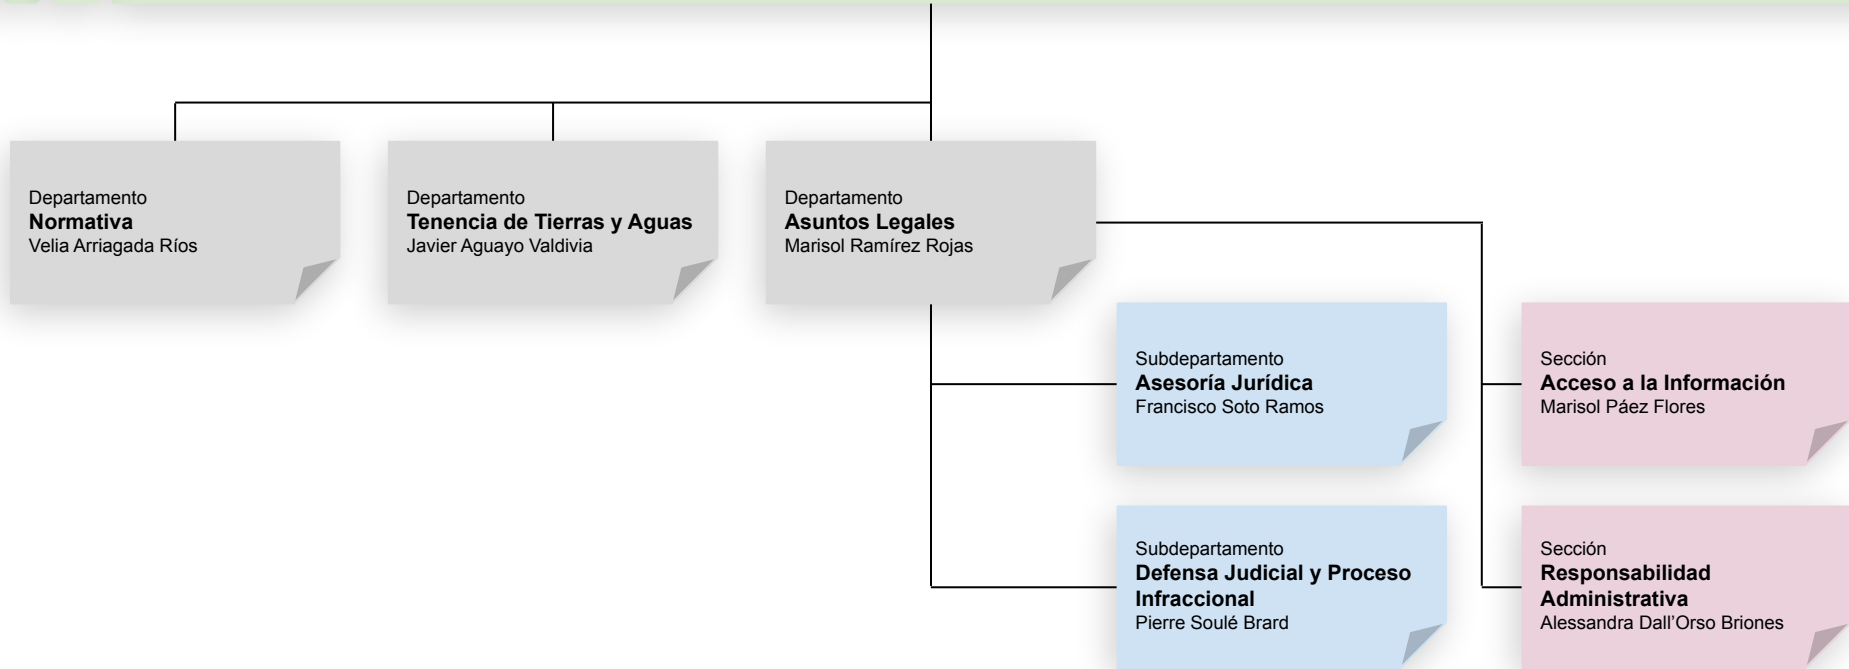 Departamento
Normativa
Velia Arriagada Ríos
Departamento
Tenencia de Tierras y Aguas
Javier Aguayo Valdivia
Departamento
Asuntos Legales
Marisol Ramírez Rojas
Subdepartamento
Asesoría Jurídica
Francisco Soto Ramos
Sección
Acceso a la Información
Marisol Páez Flores
Subdepartamento
Defensa Judicial y Proceso
Infraccional
Pierre Soulé Brard
Sección
Responsabilidad
Administrativa
Alessandra Dall’Orso Briones